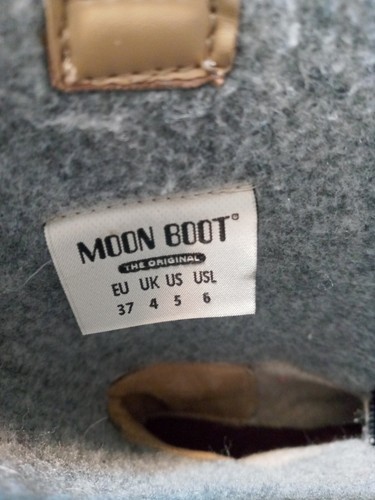 MOON BOOT®
THE ORIGINAL
EU UK US USL
37 4 5 6